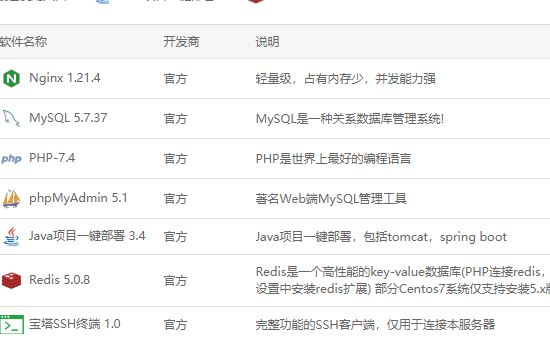 软件名称 开发商 说明
Nginx 1.21.4 官方 轻量级，占有内存少，并发能力强
MySQL 5.7.37 官方 MySQL是一种关系数据库管理系统!
php PHP-7.4 官方 PHP是世界上最好的编程语言
phpMyAdmin 5.1 官方 著名Web端MySQL管理工具
Java项目一键部署 3.4 官方 Java项目一键部署，包括tomcat，spring boot
Redis 5.0.8 官方 Redis是一个高性能的key-value数据库(PHP连接redis，
设置中安装redis扩展) 部分Centos7系统仅支持安装5.x版
宝塔SSH终端 1.0 官方 完整功能的SSH客户端，仅用于连接本服务器